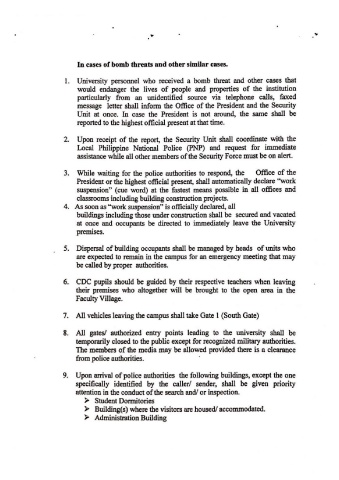 In cases of bomb threats and other similar cases.
1. University personnel who received a bomb threat and other cases that
would endanger the lives of people and properties of the institution
particularly from an unidentified source via telephone calls, faxed
message letter shall inform the Office of the President and the Security
Unit at once. In case the President is not around, the same shall be
reported to the highest official present at that time.
2. Upon receipt of the report, the Security Unit shall coordinate with the
Local Philippine National Police (PNP) and request for immediate
assistance while all other members of the Security Force must be on alert.
3. While waiting for the police authorities to respond, the Office of the
President or the highest official present, shall automatically declare "work
suspension" (cue word) at the fastest means possible in all offices and
classrooms including building construction projects.
4. As soon as "work suspension" is officially declared, all
buildings including those under construction shall be secured and vacated
at once and occupants be directed to immediately leave the University
premises.
5. Dispersal of building occupants shall be managed by heads of units who
are expected to remain in the campus for an emergency meeting that may
be called by proper authorities.
6. CDC pupils should be guided by their respective teachers when leaving
their premises who altogether will be brought to the open area in the
Faculty Village.
7. All vehicles leaving the campus shall take Gate 1 (South Gate)
8. All gates/ authorized entry points leading to the university shall be
temporarily closed to the public except for recognized military authorities.
The members of the media may be allowed provided there is a clearance
from police authorities.
9. Upon arrival of police authorities the following buildings, except the one
specifically identified by the caller/ sender, shall be given priority
attention in the conduct of the search and/ or inspection.
➢ Student Dormitories
➢ Building(s) where the visitors are housed/ accommodated.
➢ Administration Building